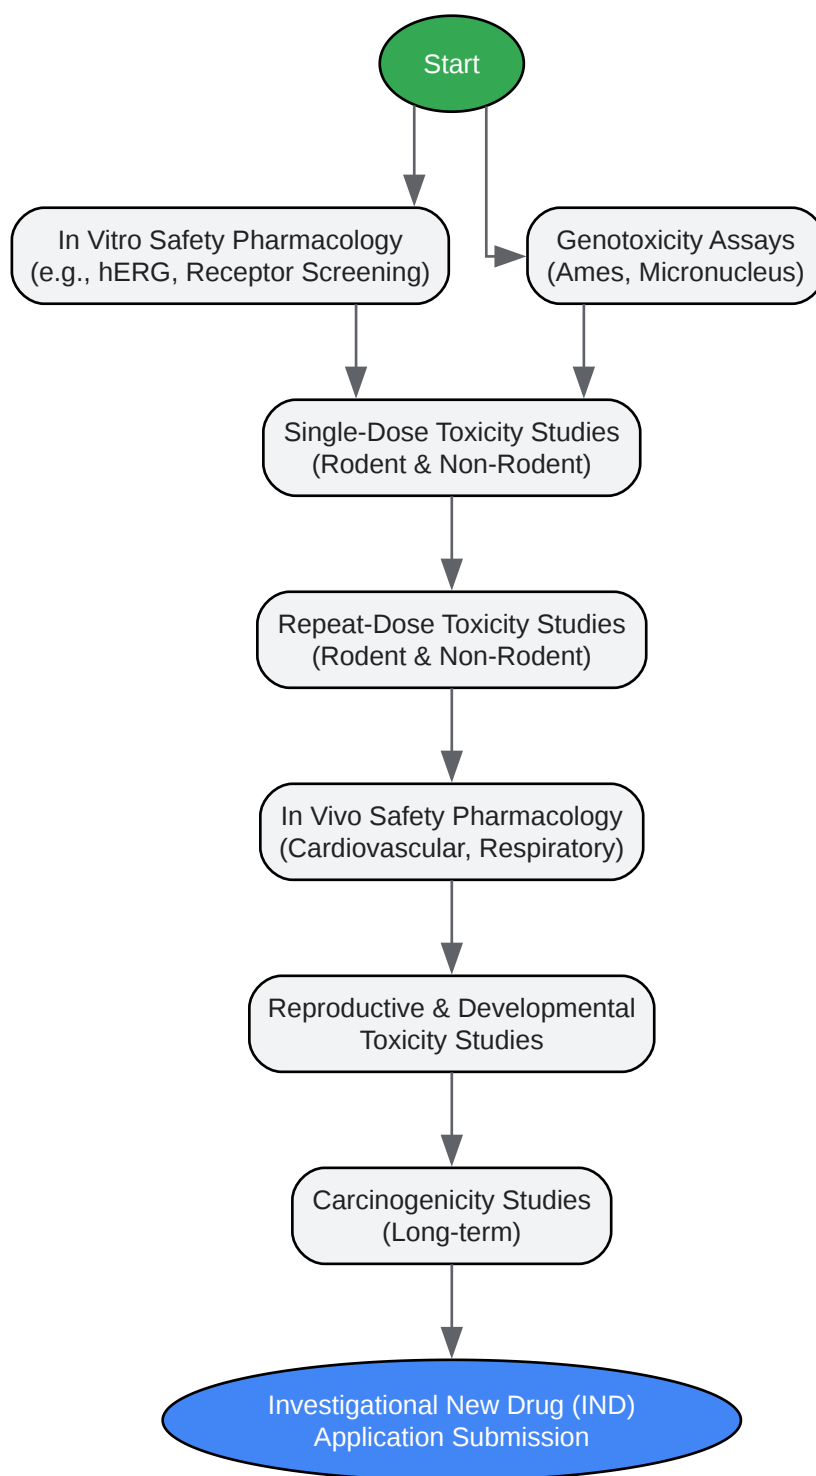 Start
In Vitro Safety Pharmacology
(e.g., hERG, Receptor Screening)
Genotoxicity Assays
(Ames, Micronucleus)
Single-Dose Toxicity Studies
(Rodent & Non-Rodent)
Repeat-Dose Toxicity Studies
(Rodent & Non-Rodent)
In Vivo Safety Pharmacology
(Cardiovascular, Respiratory)
Reproductive & Developmental
Toxicity Studies
Carcinogenicity Studies
(Long-term)
Investigational New Drug (IND)
Application Submission